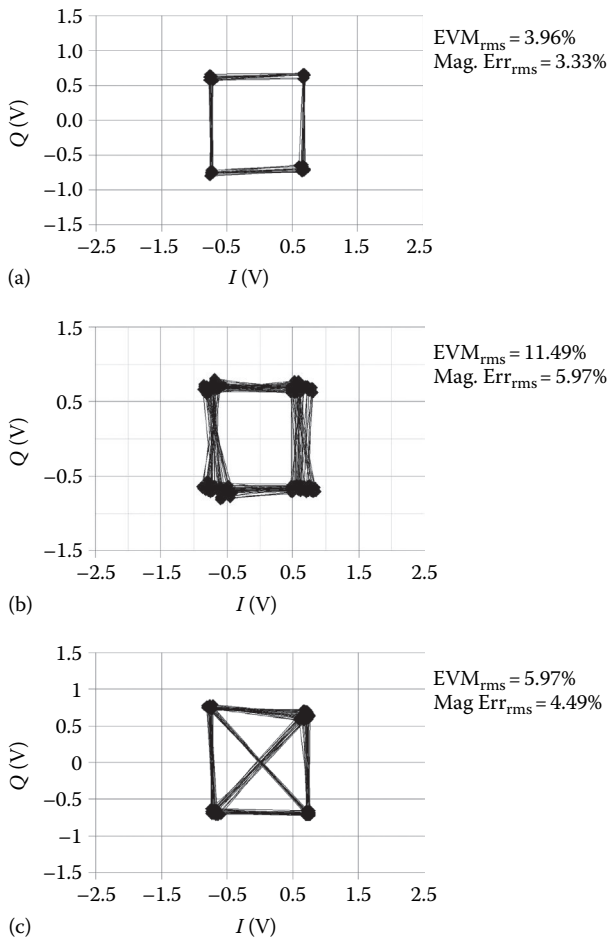 1.5
1.0
0.5
0.0
−0.5
−1.0
−1.5
Q (V)
−2.5 −1.5 −0.5 0.5 1.5 2.5
I (V)
(a)
EVMrms = 3.96%
Mag. Errrms = 3.33%
1.5
0.5
−0.5
−1.5
Q (V)
−2.5 −1.5 −0.5 0.5 1.5 2.5
I (V)
(b)
EVMrms = 11.49%
Mag. Errrms = 5.97%
1.5
1
0.5
0
−0.5
−1
−1.5
Q (V)
−2.5 −1.5 −0.5 0.5 1.5 2.5
I (V)
(c)
EVMrms = 5.97%
Mag Errrms = 4.49%